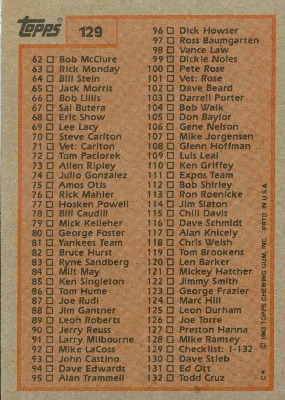 Topps 129
62 Bob McClure
63 Rick Monday
64 Bill Stein
65 Jack Morris
66 Bob Lillis
67 Sal Butera
68 Eric Show
69 Lee Lacy
70 Steve Carlton
71 Vet: Carlton
72 Tom Paciorek
73 Allen Ripley
74 Julio Gonzalez
75 Amos Otis
76 Rick Mahler
77 Hosken Powell
78 Bill Caudill
79 Mick Kelleher
80 George Foster
81 Yankees Team
82 Bruce Hurst
83 Ryne Sandberg
84 Milt May
85 Ken Singleton
86 Tom Hume
87 Joe Rudi
88 Jim Gantner
89 Leon Roberts
90 Jerry Reuss
91 Larry Milbourne
92 Mike LaCoss
93 John Castino
94 Dave Edwards
95 Alan Trammell
96 Dick Howser
97 Ross Baumgarten
98 Vance Law
99 Dickie Noles
100 Pete Rose
101 Vet: Rose
102 Dave Beard
103 Darrell Porter
104 Bob Walk
105 Don Baylor
106 Gene Nelson
107 Mike Jorgensen
108 Glenn Hoffman
109 Luis Leal
110 Ken Griffey
111 Expos Team
112 Bob Shirley
113 Ron Roenicke
114 Jim Slaton
115 Chili Davis
116 Dave Schmidt
117 Alan Knicely
118 Chris Welsh
119 Tom Brookens
120 Len Barker
121 Mickey Hatcher
122 Jimmy Smith
123 George Frazier
124 Marc Hill
125 Leon Durham
126 Joe Torre
127 Preston Hanna
128 Mike Ramsey
129 Checklist: 1-132
130 Dave Stieb
131 Ed Ott
132 Todd Cruz
© 1983 TOPPS CHEWING GUM, INC. PRTD. IN U.S.A.